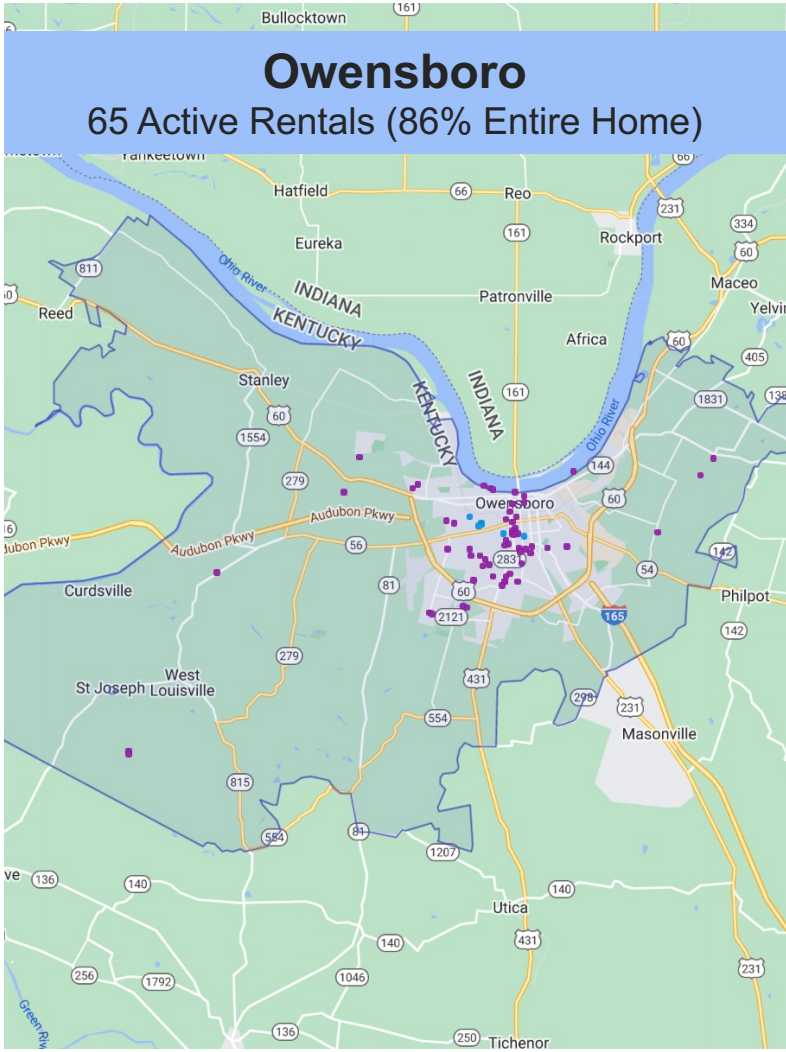 161
Bullocktown
Owensboro
65 Active Rentals (86% Entire Home)
Yankeetown
66
Hatfield
66
Reo
231
334
161
Eureka
Rockport
60
811
Ohio River
INDIANA
Maceo
Patronville
Reed
KENTUCKY
Africa
60
405
Stanley
INDIANA
KENTUCKY
161
1831
60
Ohio River
1554
144
279
60
Owensboro
Audubon Pkwy
Audubon Pkwy
56
2831
142
54
Curdsville
81
60
Philpot
2121
165
142
279
West
St Joseph
Louisville
431
298
231
554
Masonville
815
554
81
1207
136
140
140
Utica
140
431
256
1792
1046
231
136
250
Tichenor